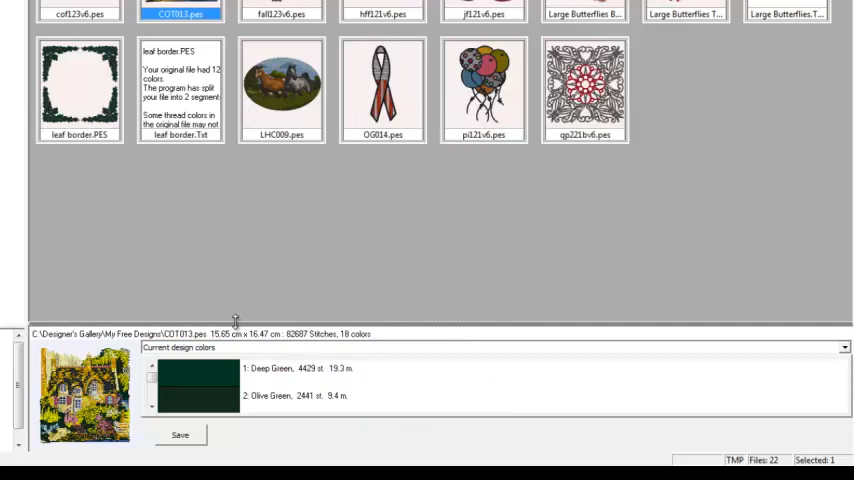 cof123v6.pes
COT013.pes
fall123v6.pes
hff121v6.pes
jf121v6.pes
Large Butterflies B...
Large Butterflies T...
Large Butterflies.T...
leaf border.PES
Your original file had 12
colors.
The program has split
your file into 2 segment
Some thread colors in
the original file may not
leaf border.PES
leaf border.Txt
LHC009.pes
OG014.pes
pi121v6.pes
qp221bv6.pes
C:\Designer's Gallery\My Free Designs\COT013.pes 15.65 cm x 16.47 cm : 82687 Stitches, 18 colors
Current design colors
1: Deep Green, 4429 st. 19.3 m.
2: Olive Green, 2441 st. 9.4 m.
Save
TMP
Files: 22
Selected: 1